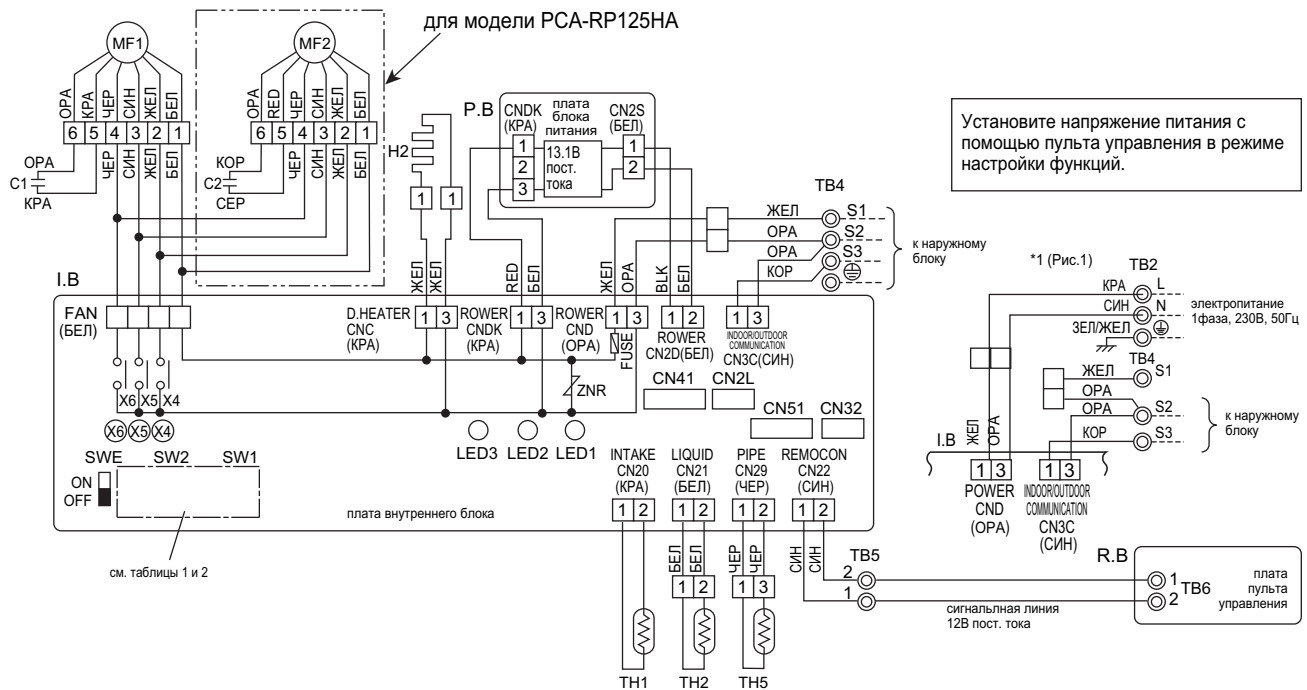 для модели PCA-RP125HA
MF1
MF2
ОРА
КРА
ЧЕР
СИН
ЖЕЛ
БЕЛ
ОРА
RED
ЧЕР
СИН
ЖЕЛ
БЕЛ
6 5 4 3 2 1
6 5 4 3 2 1
ОРА
C1
КРА
ЧЕР
СИН
ЖЕЛ
БЕЛ
КОР
C2
СЕР
ЧЕР
СИН
ЖЕЛ
БЕЛ
H2
1 1
P.B
CNDK
(КРА)
плата
блока
питания
CN2S
(БЕЛ)
1
2
3
13.1В
пост.
тока
1
2
Установите напряжение питания с
помощью пульта управления в режиме
настройки функций.
TB4
ЖЕЛ S1
ОРА S2
ОРА S3
КОР
к наружному
блоку
ЖЕЛ
ЖЕЛ
RED
БЕЛ
ЖЕЛ
ОРА
BLK
БЕЛ
I.B
FAN
(БЕЛ)
D.HEATER
CNC
(КРА)
1 3
ROWER
CNDK
(КРА)
1 3
ROWER
CND
(ОРА)
1 3
FUSE
1 2
ROWER
CN2D(БЕЛ)
1 3
INDOOR/OUTDOOR
COMMUNICATION
CN3C(СИН)
X6 X5 X4
X6 X5 X4
ZNR
CN41
CN2L
CN51
CN32
LED3 LED2 LED1
SWE SW2 SW1
ON
OFF
плата внутреннего блока
см. таблицы 1 и 2
INTAKE
CN20
(КРА)
LIQUID
CN21
(БЕЛ)
PIPE
CN29
(ЧЕР)
REMOCON
CN22
(СИН)
1 2
1 2
1 2
1 2
БЕЛ
БЕЛ
ЧЕР
ЧЕР
СИН
СИН
1 2
1 3
TH1
TH2
TH5
TB5
2
1
сигнальлная линия
12В пост. тока
R.B
1
TB6
2
плата
пульта
управления
*1 (Рис.1)
TB2
КРА L
СИН N
ЗЕЛ/ЖЕЛ
электропитание
1фаза, 230В, 50Гц
TB4
ЖЕЛ S1
ОРА
ОРА S2
КОР S3
к наружному
блоку
I.B
ЖЕЛ
ОРА
1 3
POWER
CND
(ОРА)
1 3
INDOOR/OUTDOOR
COMMUNICATION
CN3C
(СИН)